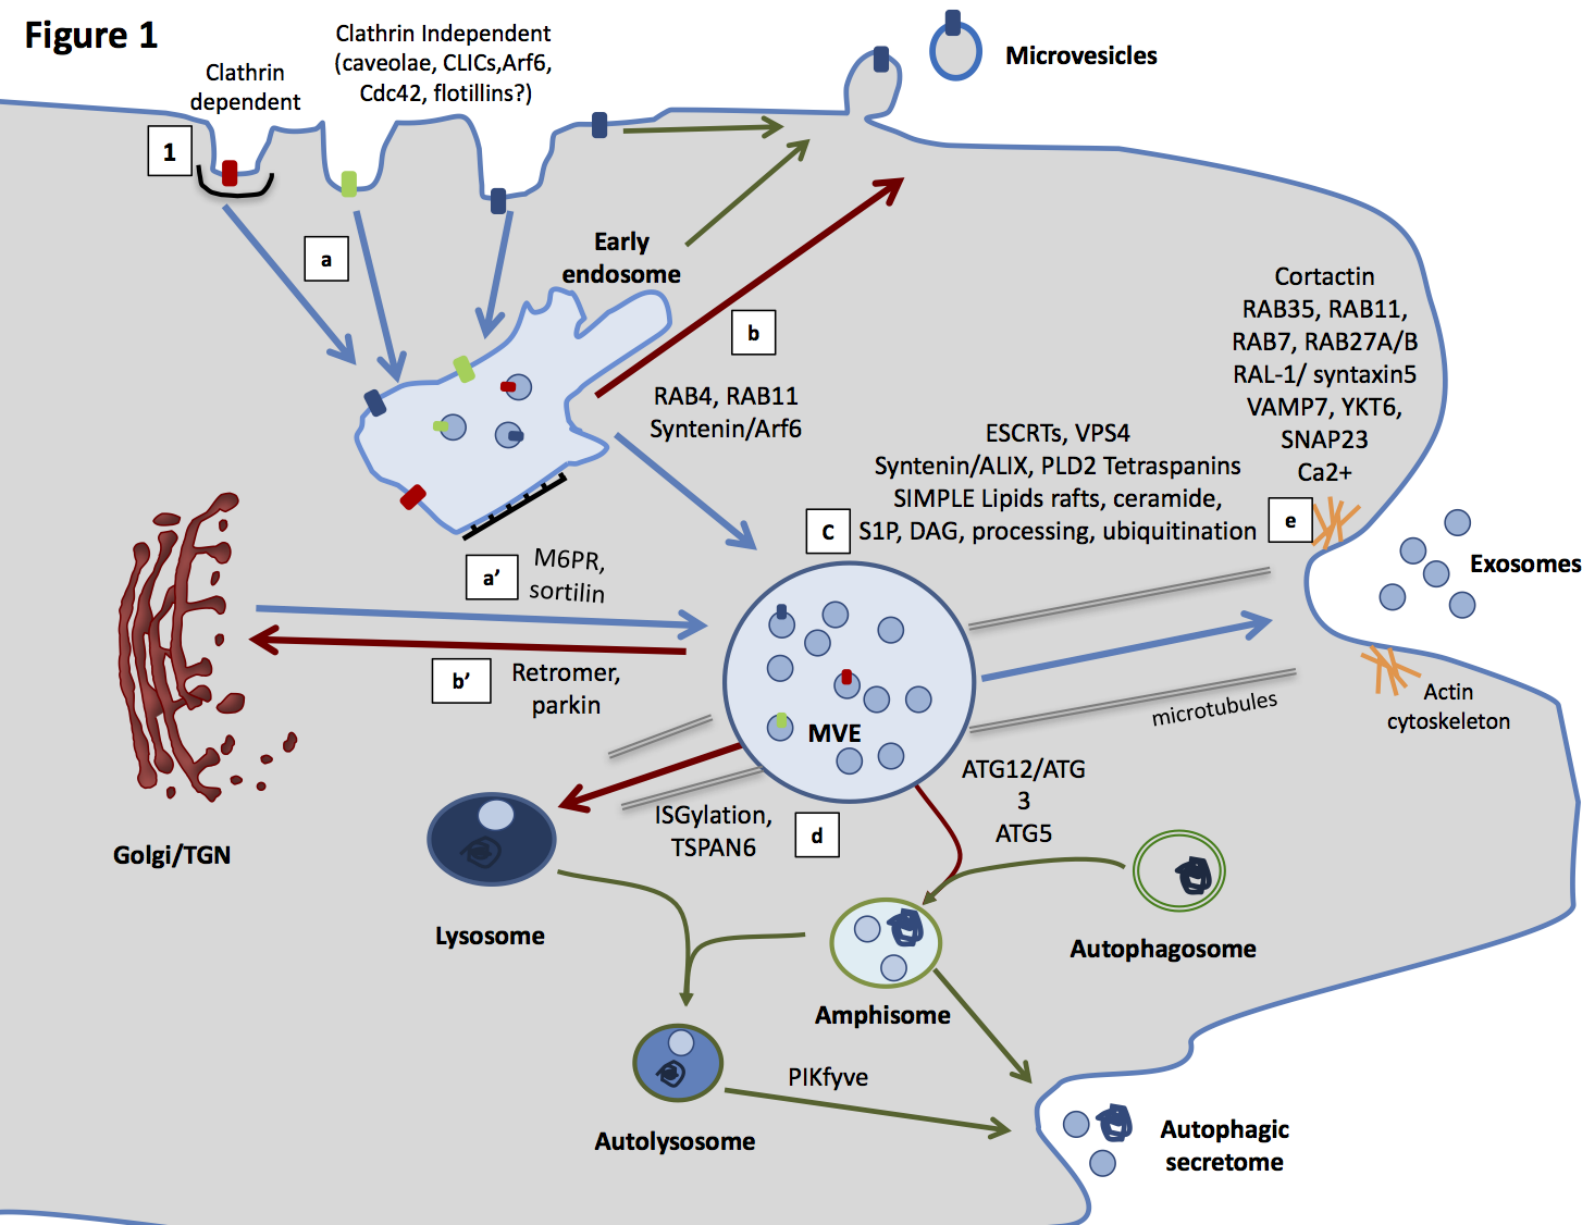 Figure 1
Clathrin
dependent
Clathrin Independent
(caveolae, CLICs,Arf6,
Cdc42, flotillins?)
Microvesicles
1
a
Early
endosome
b
RAB4, RAB11
Syntenin/Arf6
Cortactin
RAB35, RAB11,
RAB7, RAB27A/B
RAL-1/ syntaxin5
VAMP7, YKT6,
SNAP23
Ca2+
ESCRTs, VPS4
Syntenin/ALIX, PLD2 Tetraspanins
SIMPLE Lipids rafts, ceramide,
S1P, DAG, processing, ubiquitination
C
e
Exosomes
a’
M6PR,
sortilin
b’
Retromer,
parkin
MVE
microtubules
Actin
cytoskeleton
Golgi/TGN
ISGylation,
TSPAN6
d
ATG12/ATG
3
ATG5
Lysosome
Autophagosome
Amphisome
PIKfyve
Autolysosome
Autophagic
secretome